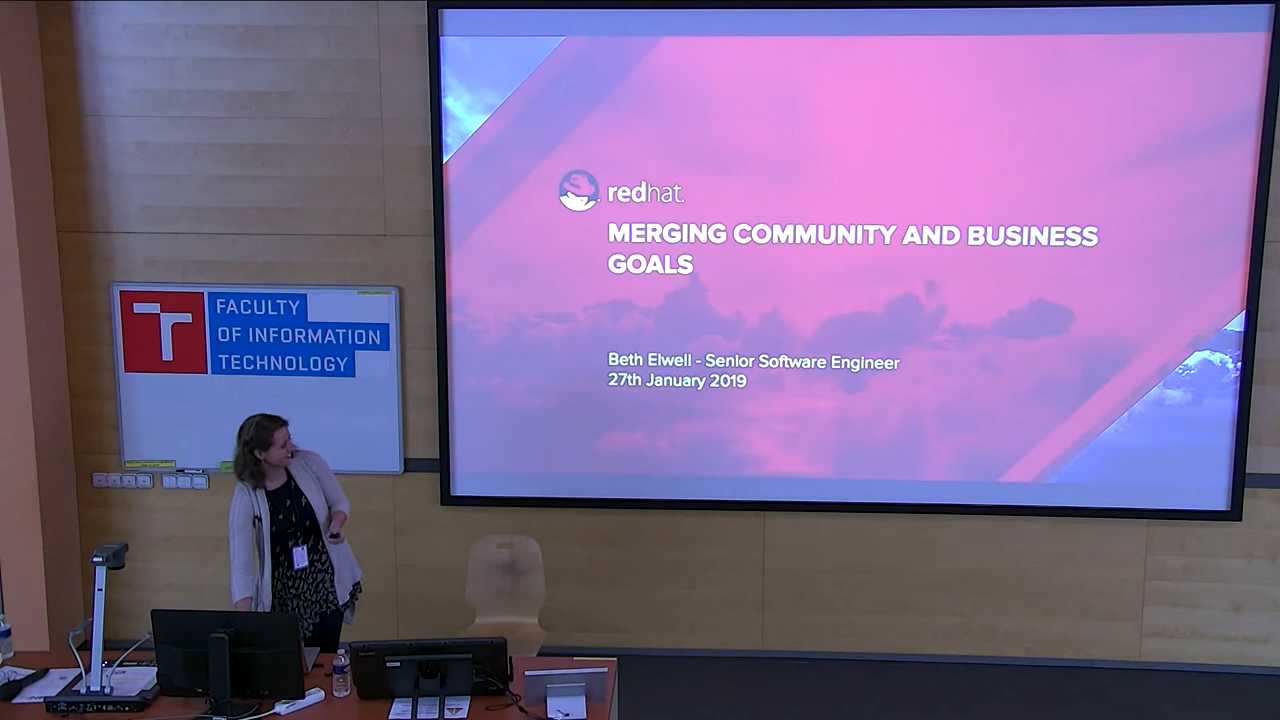 redhat.
MERGING COMMUNITY AND BUSINESS
GOALS
Beth Elwell - Senior Software Engineer
27th January 2019
FACULTY
OF INFORMATION
TECHNOLOGY